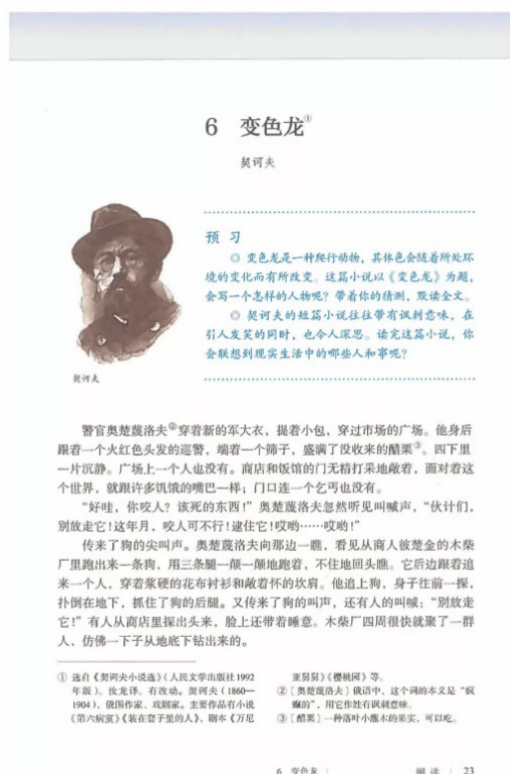 6 变色龙①
契诃夫
预 习
◎ 变色龙是一种爬行动物，其体色会随着所处环
境的变化而有所改变。这篇小说以《变色龙》为题，
会写一个怎样的人物呢？带着你的猜测，默读全文。
◎ 契诃夫的短篇小说往往带有讽刺意味，在
引人发笑的同时，也令人深思。读完这篇小说，你
会联想到现实生活中的哪些人和事呢？
契诃夫
警官奥楚蔑洛夫②穿着新的军大衣，提着小包，穿过市场的广场。他身后
跟着一个火红色头发的巡警，端着一个筛子，盛满了没收来的醋栗③。四下里
一片沉静。广场上一个人也没有。商店和饭馆的门无精打采地敞着，面对着这
个世界，就跟许多饥饿的嘴巴一样；门口连一个乞丐也没有。
“好哇，你咬人？该死的东西！”奥楚蔑洛夫忽然听见叫喊声，“伙计们，
别放走它！这年月，咬人可不行！逮住它！哎哟……哎哟！”
传来了狗的尖叫声。奥楚蔑洛夫向那边一瞧，看见从商人彼楚金的木柴
厂里跑出来一条狗，用三条腿一颠一颠地跑着，不住地回头瞧。它后边跟着追
来一个人，穿着浆硬的花布衬衫和敞着怀的坎肩。他追上狗，身子往前一探，
扑倒在地下，抓住了狗的后腿。又传来了狗的叫声，还有人的叫喊：“别放走
它！”有人从商店里探出头来，脸上还带着睡意。木柴厂四周很快就聚了一群
人，仿佛一下子从地底下钻出来的。
① 选自《契诃夫小说选》（人民文学出版社1992
年版）。汝龙译。有改动。契诃夫（1860—
1904），俄国作家、戏剧家。主要作品有小说
《第六病室》《装在套子里的人》，剧本《万尼
亚舅舅》《樱桃园》等。
②［奥楚蔑洛夫］俄语中，这个词的本义是“疯
癫的”，用它作姓有讽刺意味。
③［醋栗］一种落叶小灌木的果实，可以吃。
6 变色龙
阅 读 23